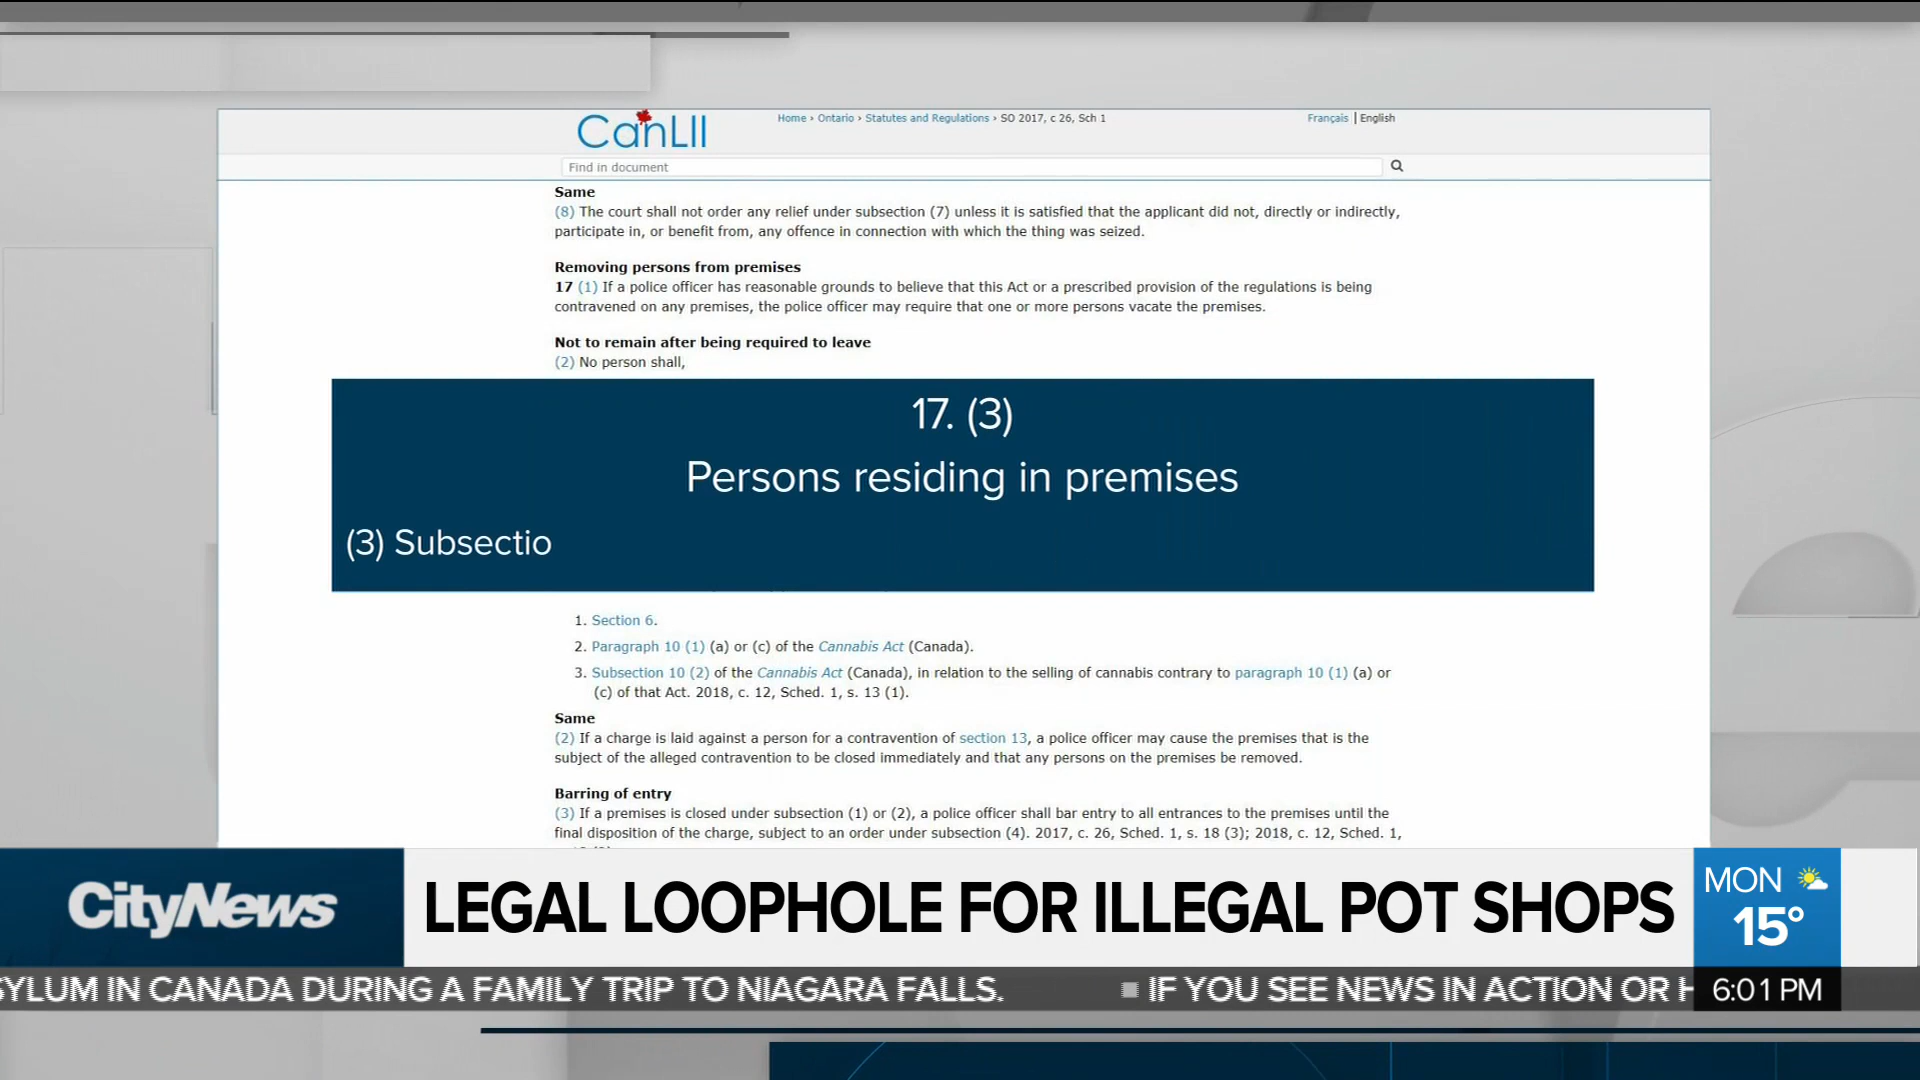 CanLII
Home › Ontario › Statutes and Regulations › SO 2017, c 26, Sch 1
Français | English
Find in document
Same
(8) The court shall not order any relief under subsection (7) unless it is satisfied that the applicant did not, directly or indirectly,
participate in, or benefit from, any offence in connection with which the thing was seized.
Removing persons from premises
17 (1) If a police officer has reasonable grounds to believe that this Act or a prescribed provision of the regulations is being
contravened on any premises, the police officer may require that one or more persons vacate the premises.
Not to remain after being required to leave
(2) No person shall,
17. (3)
Persons residing in premises
(3) Subsectio
1. Section 6.
2. Paragraph 10 (1) (a) or (c) of the Cannabis Act (Canada).
3. Subsection 10 (2) of the Cannabis Act (Canada), in relation to the selling of cannabis contrary to paragraph 10 (1) (a) or
(c) of that Act. 2018, c. 12, Sched. 1, s. 13 (1).
Same
(2) If a charge is laid against a person for a contravention of section 13, a police officer may cause the premises that is the
subject of the alleged contravention to be closed immediately and that any persons on the premises be removed.
Barring of entry
(3) If a premises is closed under subsection (1) or (2), a police officer shall bar entry to all entrances to the premises until the
final disposition of the charge, subject to an order under subsection (4). 2017, c. 26, Sched. 1, s. 18 (3); 2018, c. 12, Sched. 1,
CityNews
LEGAL LOOPHOLE FOR ILLEGAL POT SHOPS
MON
15°
YLUM IN CANADA DURING A FAMILY TRIP TO NIAGARA FALLS. ■ IF YOU SEE NEWS IN ACTION OR
6:01 PM